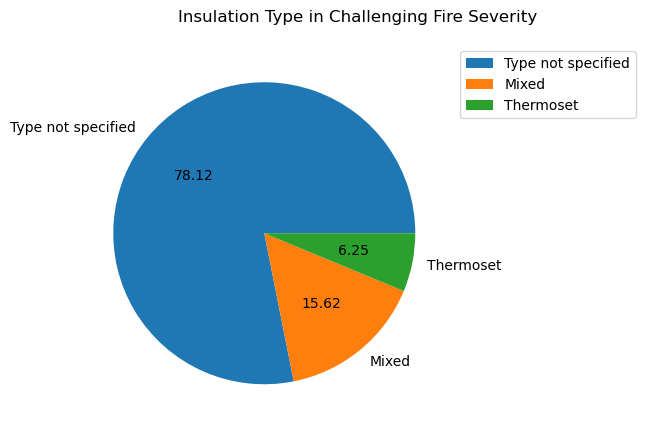 Insulation Type in Challenging Fire Severity
Type not specified
Mixed
Thermoset
Type not specified
78.12
6.25
Thermoset
15.62
Mixed